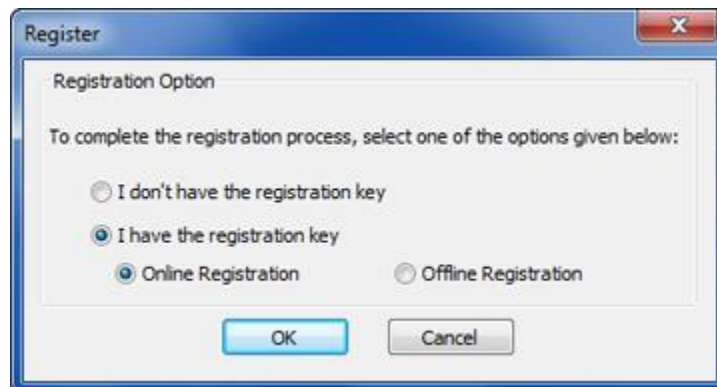 Register
Registration Option
To complete the registration process, select one of the options given below:
I don't have the registration key
I have the registration key
Online Registration Offline Registration
OK Cancel